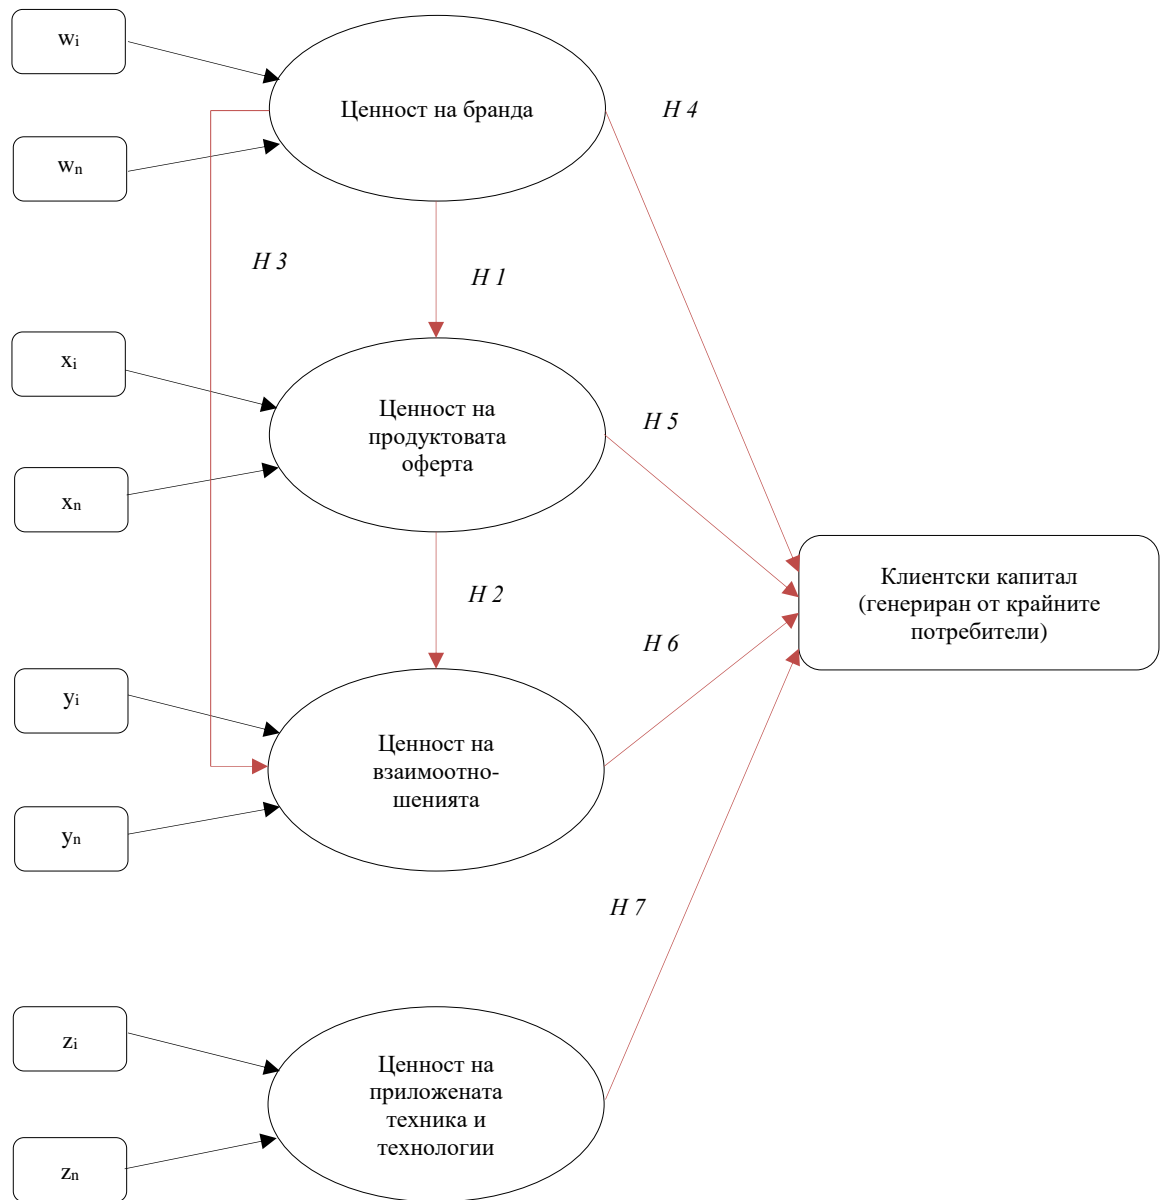 wi
Ценност на бранда
H 4
wn
H 3
H 1
xi
Ценност на
продуктовата
оферта
H 5
xn
H 2
Клиентски капитал
(генериран от крайните
потребители)
H 6
yi
Ценност на
взаимоотно-
шенията
yn
H 7
zi
Ценност на
приложената
техника и
технологии
zn